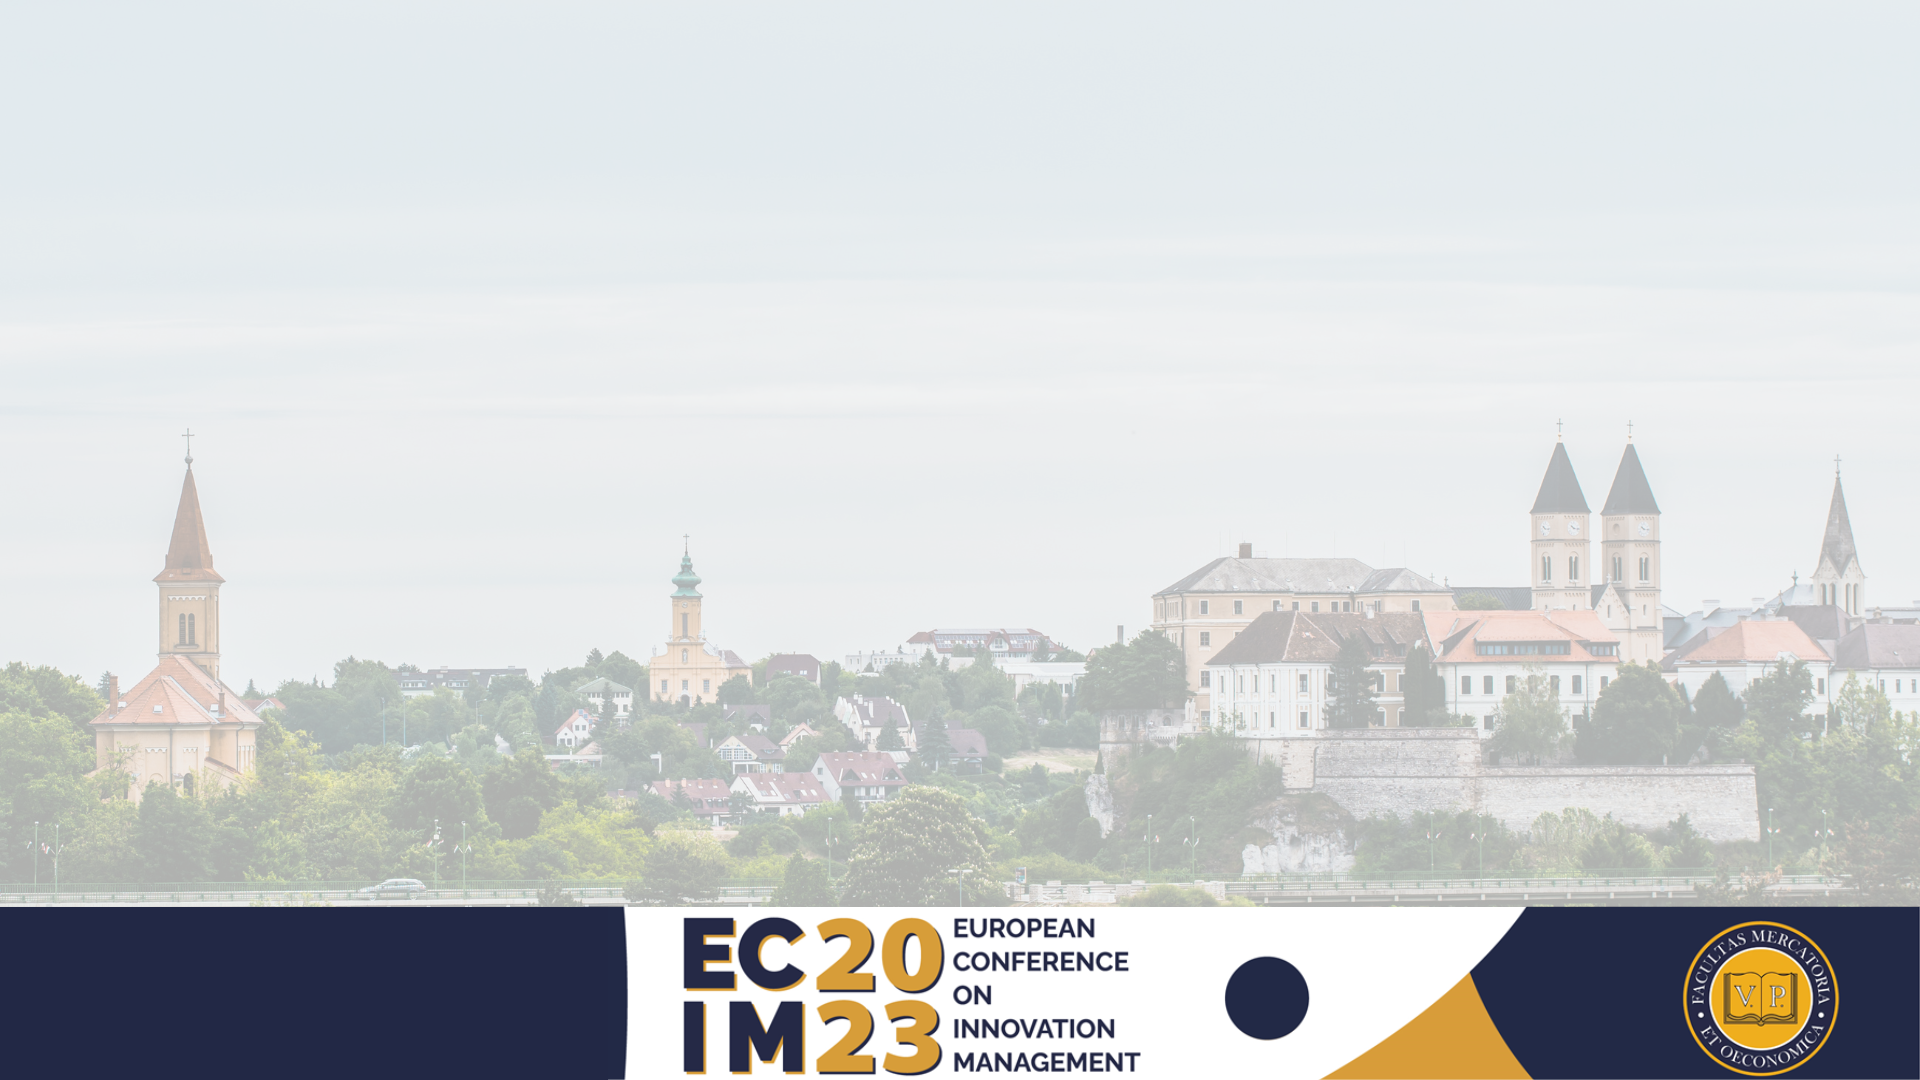 EC20
IM23
EUROPEAN
CONFERENCE
ON
INNOVATION
MANAGEMENT
FACULTAS MERCATORIA
ET OECONOMICA
V. P.